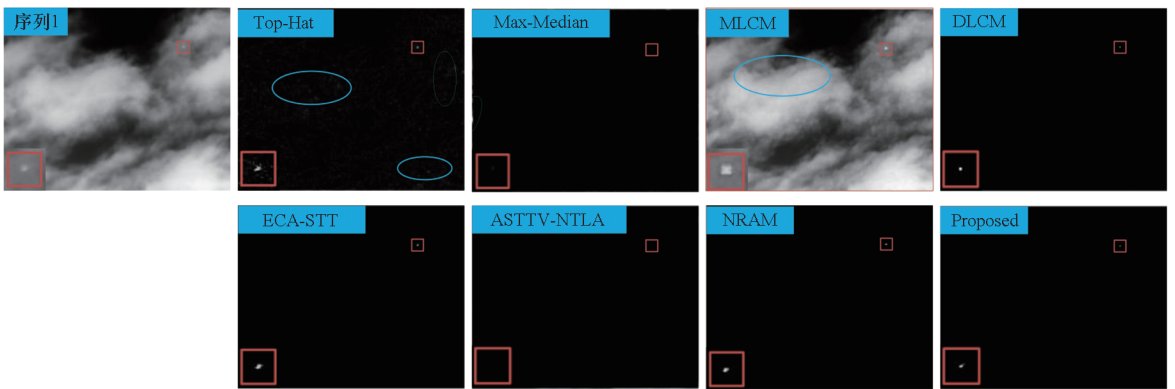 序列1
Top-Hat
Max-Median
MLCM
DLCM
ECA-STT
ASTTV-NTLA
NRAM
Proposed